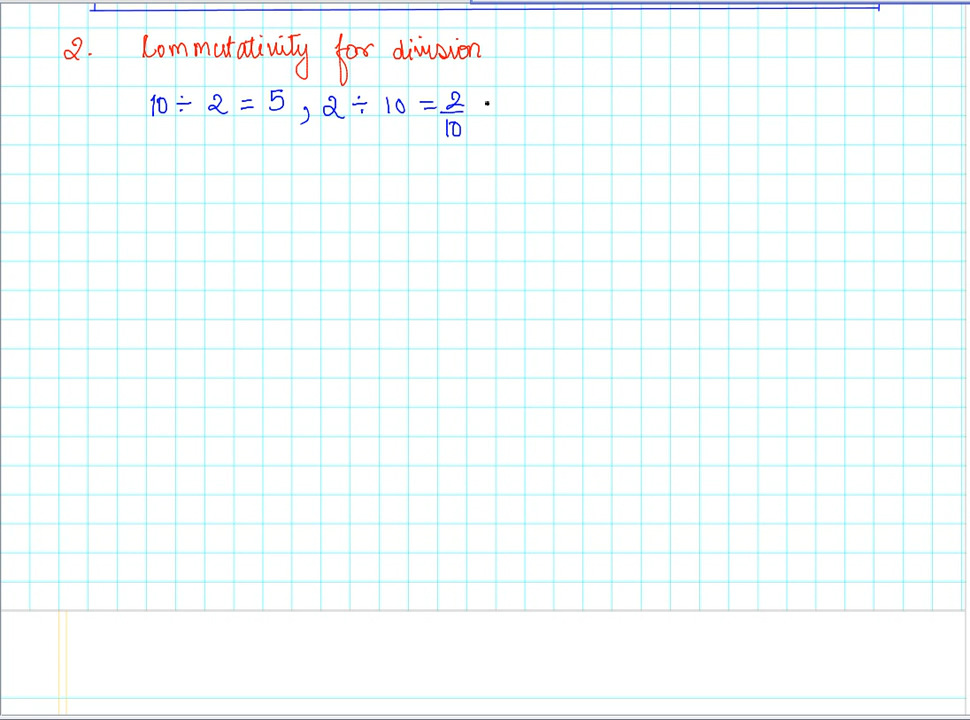 2. Commutativity for division
10 ÷ 2 = 5 , 2 ÷ 10 = 2/10